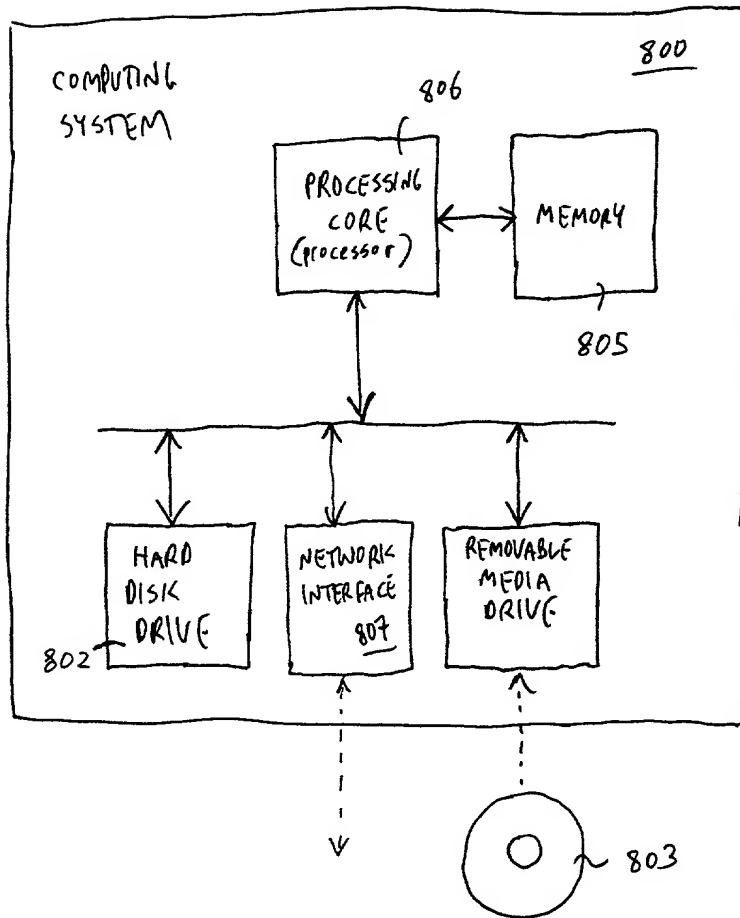 COMPUTING
SYSTEM
800
806
PROCESSING
CORE
(processor)
MEMORY
805
HARD
DISK
DRIVE
802
NETWORK
INTERFACE
807
REMOVABLE
MEDIA
DRIVE
803